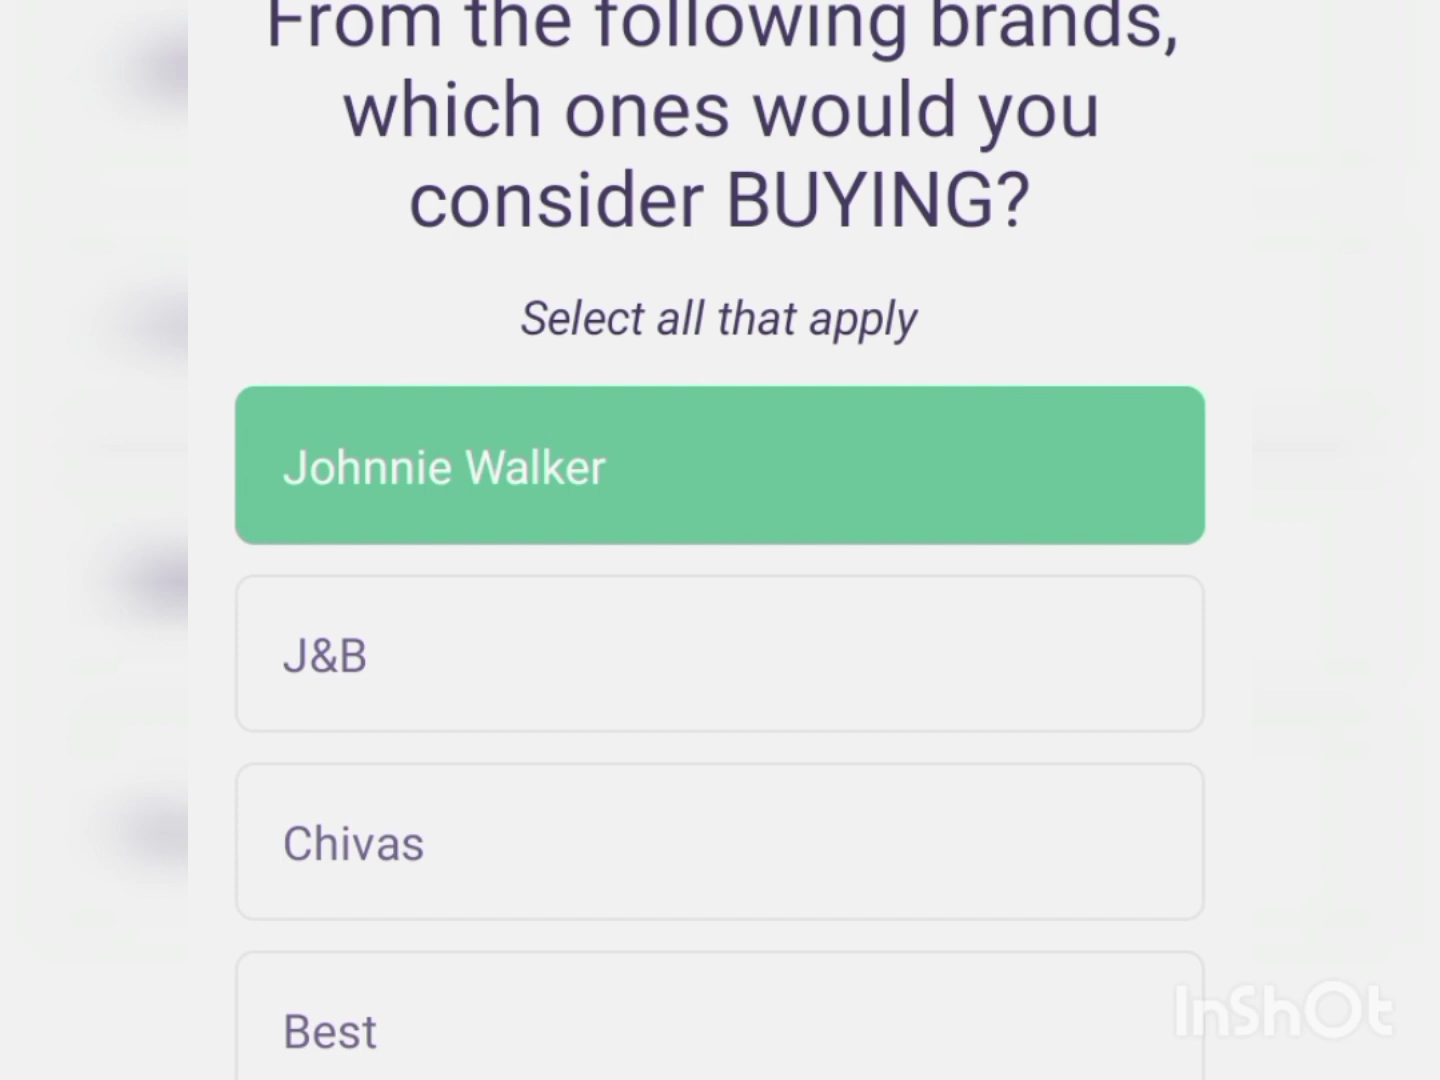 From the following brands,
which ones would you
consider BUYING?
Select all that apply
Johnnie Walker
J&B
Chivas
Best
InShOt